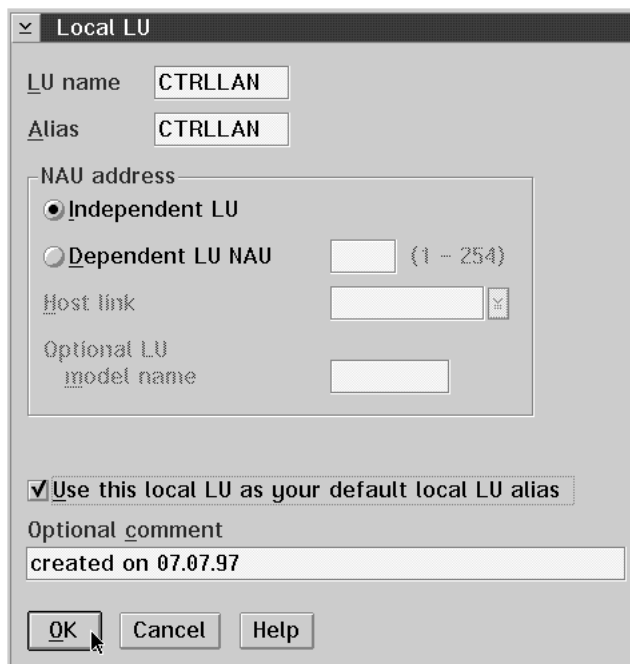 Local LU
LU name CTRLLAN
Alias CTRLLAN
NAU address
Independent LU
Dependent LU NAU (1 - 254)
Host link
Optional LU
model name
Use this local LU as your default local LU alias
Optional comment
created on 07.07.97
OK Cancel Help